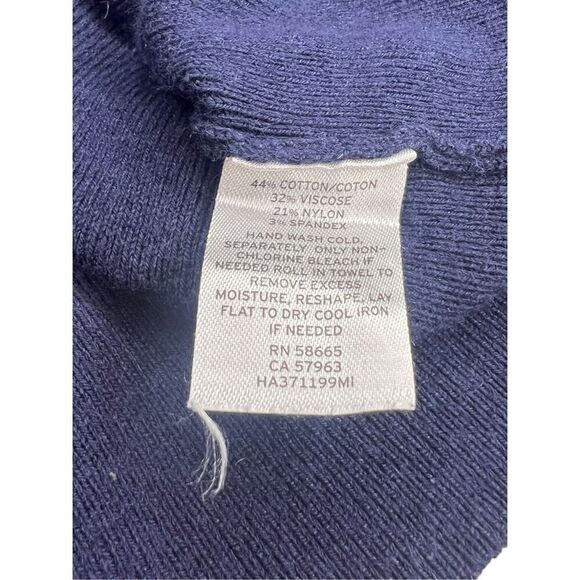 44% COTTON/COTON
32% VISCOSE
21% NYLON
3% SPANDEX
HAND WASH COLD.
SEPARATELY. ONLY NON-
CHLORINE BLEACH IF
NEEDED ROLL IN TOWEL TO
REMOVE EXCESS
MOISTURE, RESHAPE, LAY
FLAT TO DRY COOL IRON
IF NEEDED
RN 58665
CA 57963
HA371199MI